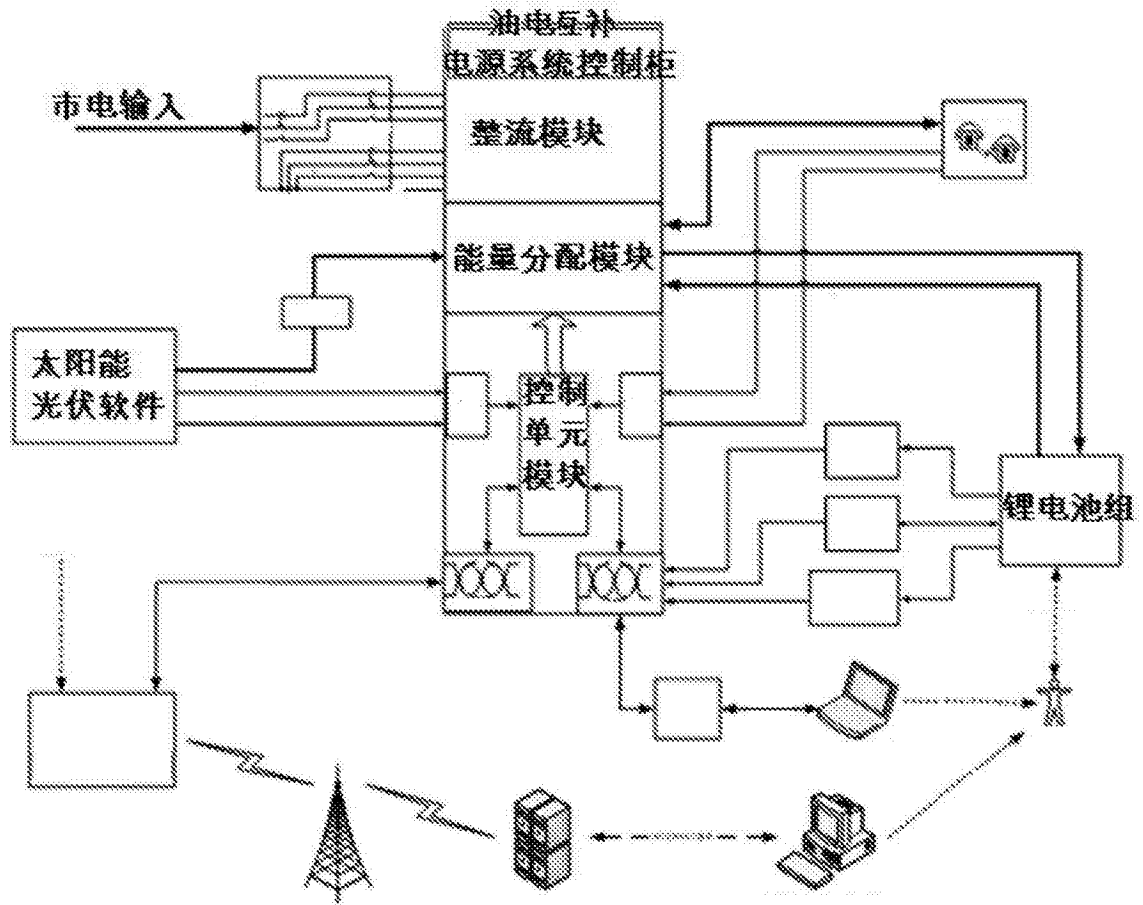 油电互补
电源系统控制柜
市电输入
整流模块
能量分配模块
太阳能
光伏软件
控制
单元
模块
锂电池组